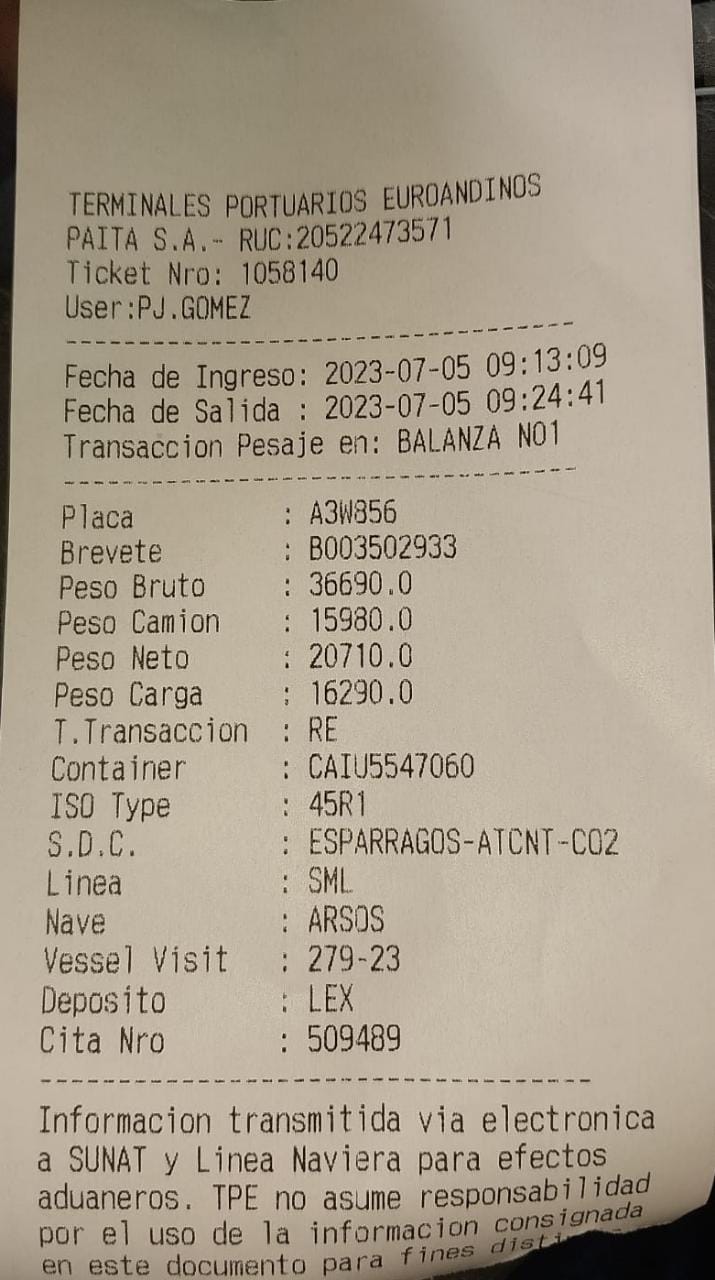 TERMINALES PORTUARIOS EUROANDINOS
PAITA S.A.- RUC:20522473571
Ticket Nro: 1058140
User:PJ.GOMEZ
Fecha de Ingreso: 2023-07-05 09:13:09
Fecha de Salida : 2023-07-05 09:24:41
Transaccion Pesaje en: BALANZA NO1
Placa : A3W856
Brevete : B003502933
Peso Bruto : 36690.0
Peso Camion : 15980.0
Peso Neto : 20710.0
Peso Carga : 16290.0
T.Transaccion : RE
Container : CAIU5547060
ISO Type : 45R1
S.D.C. : ESPARRAGOS-ATCNT-CO2
Linea : SML
Nave : ARSOS
Vessel Visit : 279-23
Deposito : LEX
Cita Nro : 509489
Informacion transmitida via electronica
a SUNAT y Linea Naviera para efectos
aduaneros. TPE no asume responsabilidad
por el uso de la informacion consignada
en este documento para fines